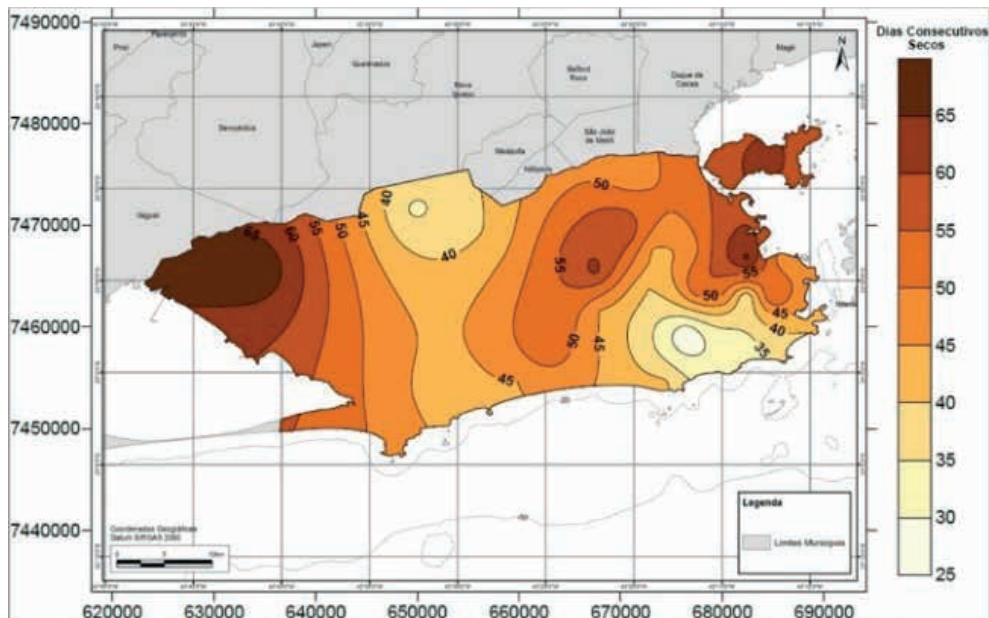 7490000
7480000
7470000
7460000
7450000
7440000
620000 630000 640000 650000 660000 670000 680000 690000
Dias Consecutivos
Secos
65
60
55
50
45
40
35
30
25
N
Japeri
Queimados
Seropédica
Itaguaí
Nova
Iguaçu
Mesquita
Nilópolis
Belford
Roxo
São João
de Meriti
Duque de
Caxias
Magé
65
60
55
50
45
40
40
45
50
55
50
45
50
55
45
40
35
Legenda
Limites Municipais
Coordenadas Geográficas
Datum SIRGAS 2000